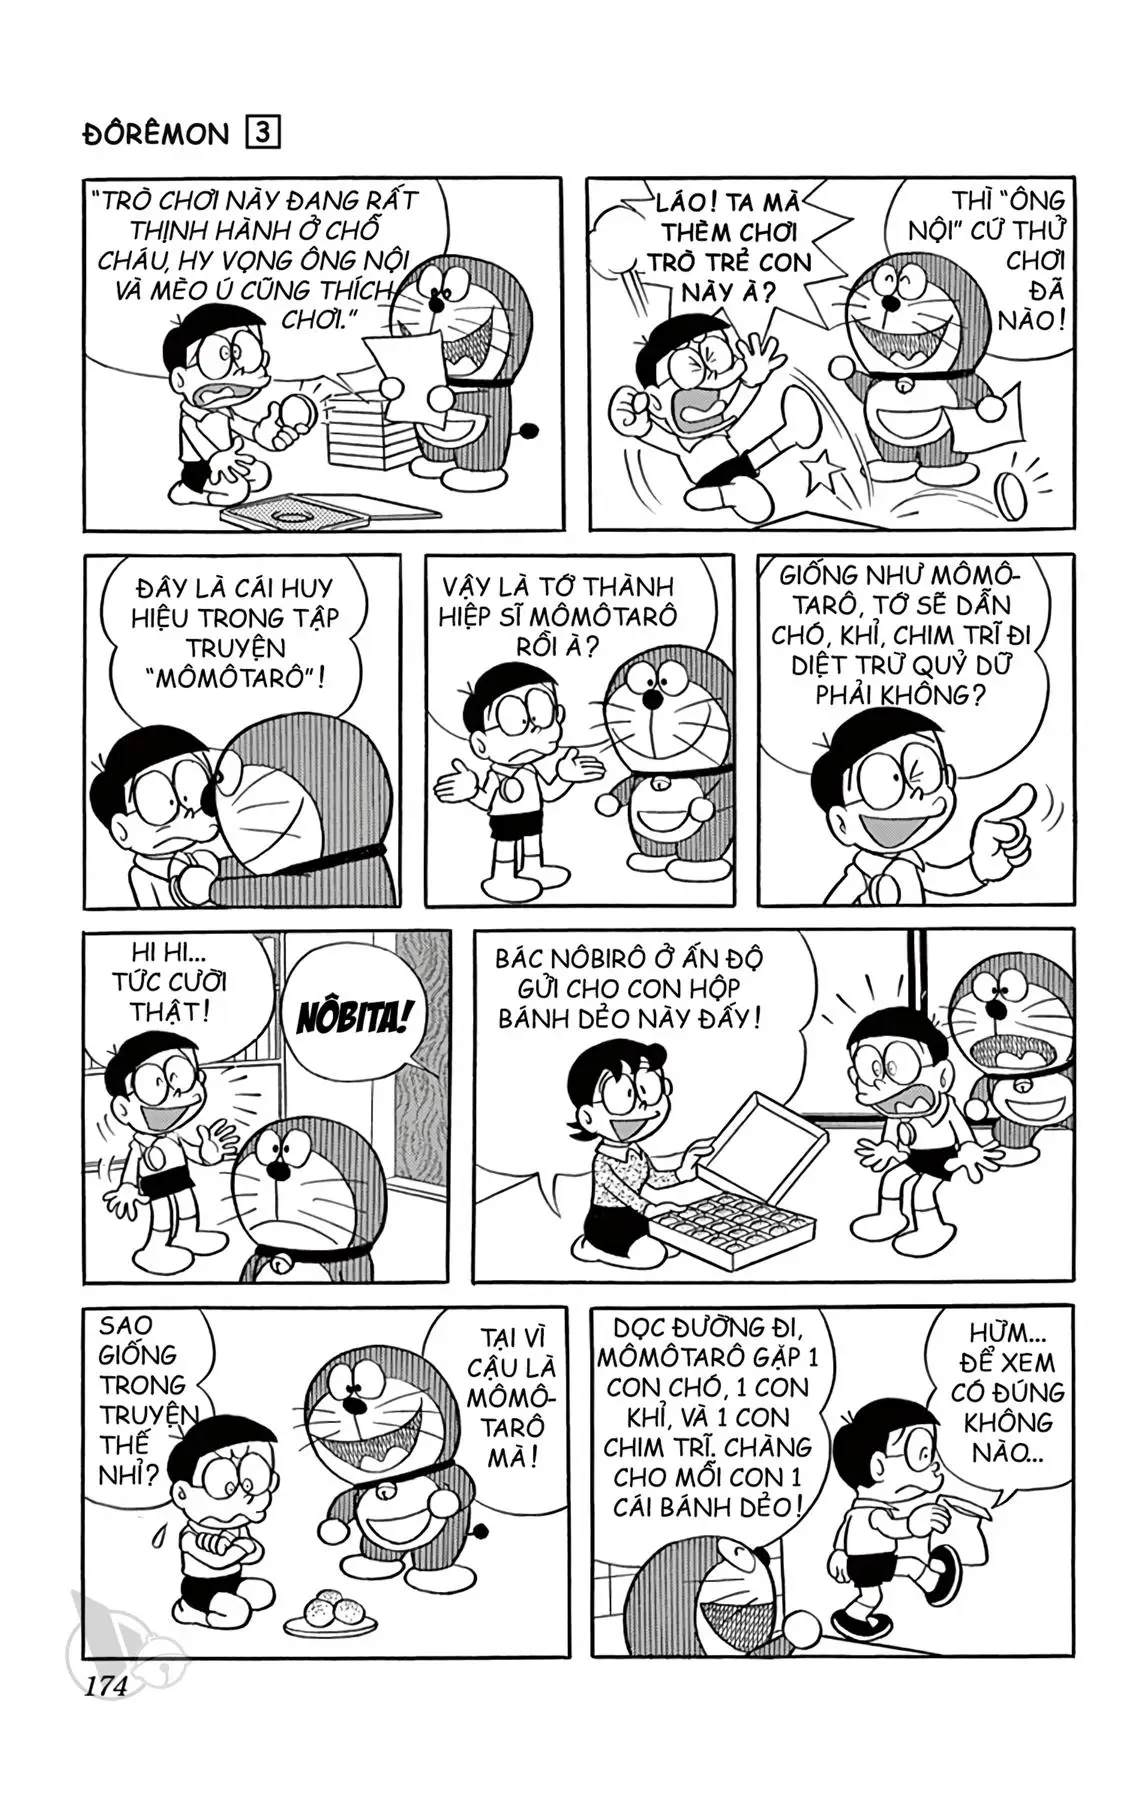 ĐÔRÊMON 3
"TRÒ CHƠI NÀY ĐANG RẤT
THỊNH HÀNH Ở CHỖ
CHÁU, HY VỌNG ÔNG NỘI
VÀ MÈO Ú CŨNG THÍCH
CHƠI."
LÁO! TA MÀ
THÈM CHƠI
TRÒ TRẺ CON
NÀY À?
THÌ "ÔNG
NỘI" CỨ THỬ
CHƠI
ĐÃ
NÀO!
ĐÂY LÀ CÁI HUY
HIỆU TRONG TẬP
TRUYỆN
"MÔMÔTARÔ"!
VẬY LÀ TỚ THÀNH
HIỆP SĨ MÔMÔTARÔ
RỒI À?
GIỐNG NHƯ MÔMÔ-
TARÔ, TỚ SẼ DẪN
CHÓ, KHỈ, CHIM TRĨ ĐI
DIỆT TRỪ QUỶ DỮ
PHẢI KHÔNG?
HI HI...
TỨC CƯỜI
THẬT!
NÔBITA!
BÁC NÔBIRÔ Ở ẤN ĐỘ
GỬI CHO CON HỘP
BÁNH DẺO NÀY ĐẤY!
SAO
GIỐNG
TRONG
TRUYỆN
THẾ
NHỈ?
TẠI VÌ
CẬU LÀ
MÔMÔ-
TARÔ
MÀ!
DỌC ĐƯỜNG ĐI,
MÔMÔTARÔ GẶP 1
CON CHÓ, 1 CON
KHỈ, VÀ 1 CON
CHIM TRĨ. CHÀNG
CHO MỖI CON 1
CÁI BÁNH DẺO!
HỪM...
ĐỂ XEM
CÓ ĐÚNG
KHÔNG
NÀO...
174